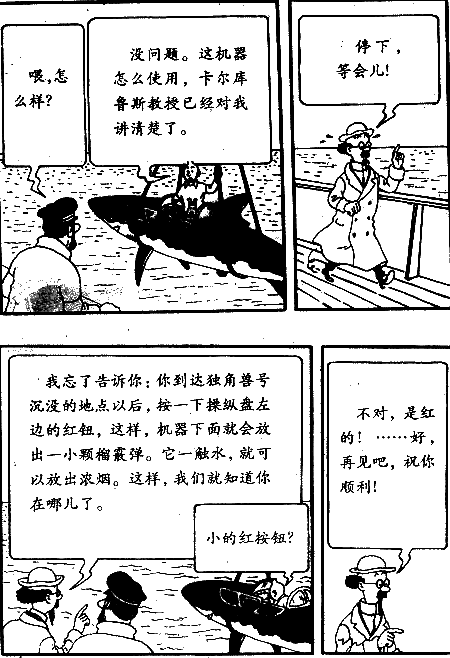 喂,怎
么样?
没问题。这机器
怎么使用,卡尔库
鲁斯教授已经对我
讲清楚了。
停下,
等会儿!
我忘了告诉你:你到达独角兽号
沉没的地点以后,按一下操纵盘左
边的红钮,这样,机器下面就会放
出一小颗榴霰弹。它一触水,就可
以放出浓烟。这样,我们就知道你
在哪儿了。
小的红按钮?
不对,是红
的!……好,
再见吧,祝你
顺利!